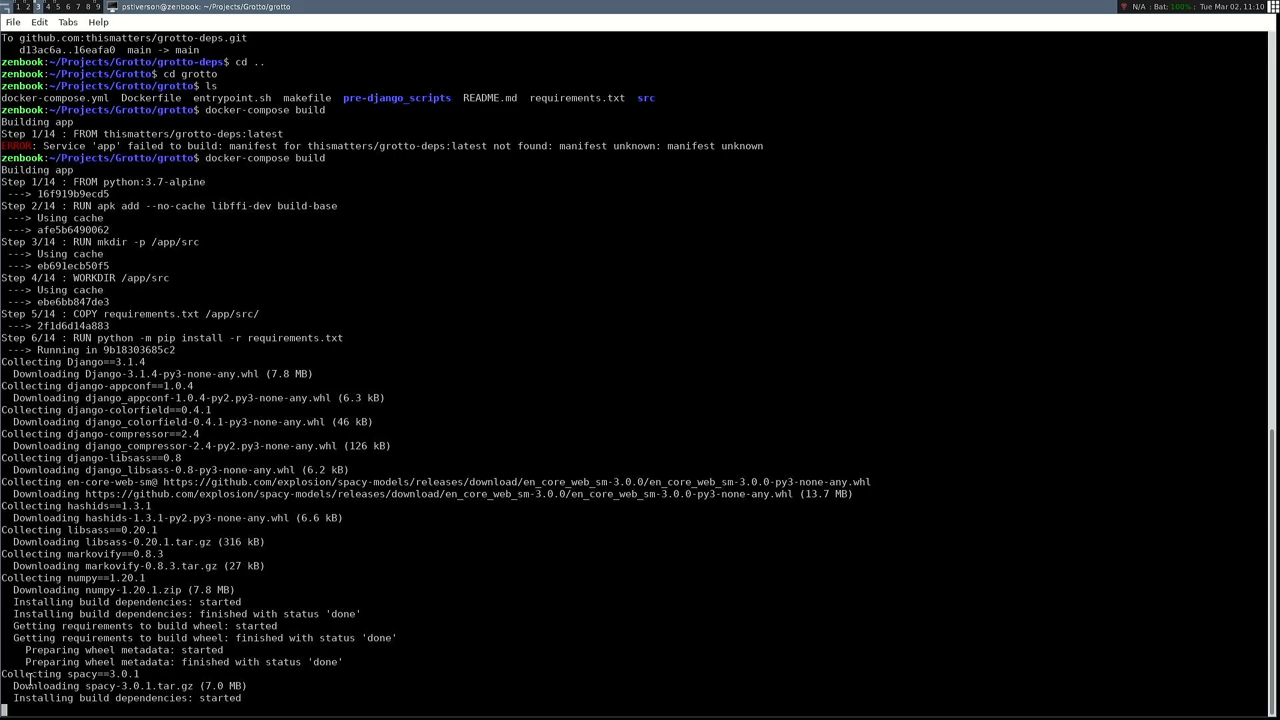 1 2 3 4 5 6 7 8 9 pstiverson@zenbook: ~/Projects/Grotto/grotto N/A : Bat: 100% : Tue Mar 02, 11:10
File Edit Tabs Help
To github.com:thismatters/grotto-deps.git
   d13ac6a..16eafa0  main -> main
zenbook:~/Projects/Grotto/grotto-deps$ cd ..
zenbook:~/Projects/Grotto$ cd grotto
zenbook:~/Projects/Grotto/grotto$ ls
docker-compose.yml  Dockerfile  entrypoint.sh  makefile  pre-django_scripts  README.md  requirements.txt  src
zenbook:~/Projects/Grotto/grotto$ docker-compose build
Building app
Step 1/14 : FROM thismatters/grotto-deps:latest
ERROR: Service 'app' failed to build: manifest for thismatters/grotto-deps:latest not found: manifest unknown: manifest unknown
zenbook:~/Projects/Grotto/grotto$ docker-compose build
Building app
Step 1/14 : FROM python:3.7-alpine
 ---> 16f919b9ecd5
Step 2/14 : RUN apk add --no-cache libffi-dev build-base
 ---> Using cache
 ---> afe5b6490062
Step 3/14 : RUN mkdir -p /app/src
 ---> Using cache
 ---> eb691ecb50f5
Step 4/14 : WORKDIR /app/src
 ---> Using cache
 ---> ebe6bb847de3
Step 5/14 : COPY requirements.txt /app/src/
 ---> 2f1d6d14a883
Step 6/14 : RUN python -m pip install -r requirements.txt
 ---> Running in 9b18303685c2
Collecting Django==3.1.4
  Downloading Django-3.1.4-py3-none-any.whl (7.8 MB)
Collecting django-appconf==1.0.4
  Downloading django_appconf-1.0.4-py2.py3-none-any.whl (6.3 kB)
Collecting django-colorfield==0.4.1
  Downloading django_colorfield-0.4.1-py3-none-any.whl (46 kB)
Collecting django-compressor==2.4
  Downloading django_compressor-2.4-py2.py3-none-any.whl (126 kB)
Collecting django-libsass==0.8
  Downloading django_libsass-0.8-py3-none-any.whl (6.2 kB)
Collecting en-core-web-sm@ https://github.com/explosion/spacy-models/releases/download/en_core_web_sm-3.0.0/en_core_web_sm-3.0.0-py3-none-any.whl
  Downloading https://github.com/explosion/spacy-models/releases/download/en_core_web_sm-3.0.0/en_core_web_sm-3.0.0-py3-none-any.whl (13.7 MB)
Collecting hashids==1.3.1
  Downloading hashids-1.3.1-py2.py3-none-any.whl (6.6 kB)
Collecting libsass==0.20.1
  Downloading libsass-0.20.1.tar.gz (316 kB)
Collecting markovify==0.8.3
  Downloading markovify-0.8.3.tar.gz (27 kB)
Collecting numpy==1.20.1
  Downloading numpy-1.20.1.zip (7.8 MB)
  Installing build dependencies: started
  Installing build dependencies: finished with status 'done'
  Getting requirements to build wheel: started
  Getting requirements to build wheel: finished with status 'done'
    Preparing wheel metadata: started
    Preparing wheel metadata: finished with status 'done'
Collecting spacy==3.0.1
  Downloading spacy-3.0.1.tar.gz (7.0 MB)
  Installing build dependencies: started